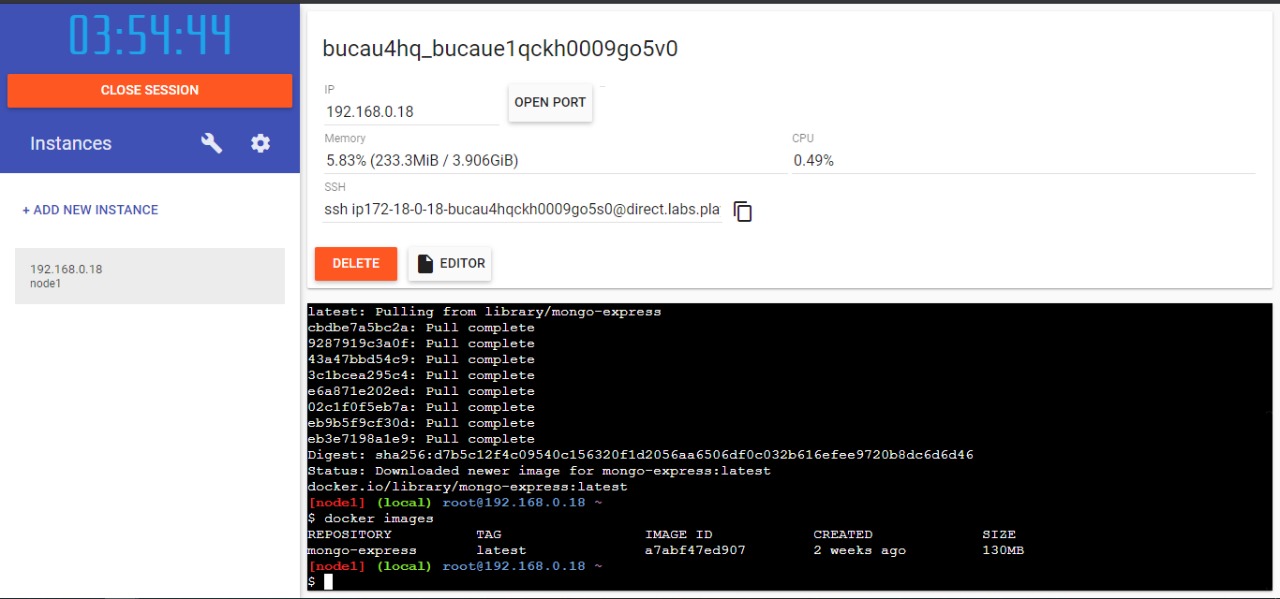 03:54:44
CLOSE SESSION
Instances
+ ADD NEW INSTANCE
192.168.0.18
node1
bucau4hq_bucaue1qckh0009go5v0
IP
192.168.0.18
OPEN PORT
Memory
5.83% (233.3MiB / 3.906GiB)
CPU
0.49%
SSH
ssh ip172-18-0-18-bucau4hqckh0009go5s0@direct.labs.pla
DELETE
EDITOR
latest: Pulling from library/mongo-express
cbdbe7a5bc2a: Pull complete
9287919c3a0f: Pull complete
43a47bbd54c9: Pull complete
3c1bcea295c4: Pull complete
e6a871e202ed: Pull complete
02c1f0f5eb7a: Pull complete
eb9b5f9cf30d: Pull complete
eb3e7198a1e9: Pull complete
Digest: sha256:d7b5c12f4c09540c156320f1d2056aa6506df0c032b616efee9720b8dc6d6d46
Status: Downloaded newer image for mongo-express:latest
docker.io/library/mongo-express:latest
[node1] (local) root@192.168.0.18 ~
$ docker images
REPOSITORY TAG IMAGE ID CREATED SIZE
mongo-express latest a7abf47ed907 2 weeks ago 130MB
[node1] (local) root@192.168.0.18 ~
$